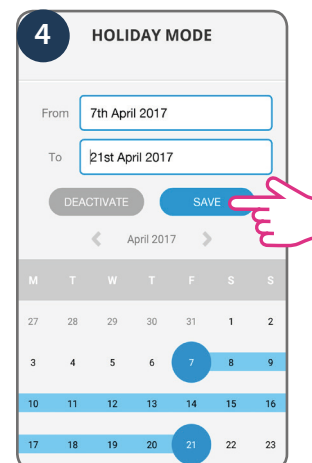 4
HOLIDAY MODE
From 7th April 2017
To 21st April 2017
DEACTIVATE SAVE
April 2017
M T W T F S S
27 28 29 30 31 1 2
3 4 5 6 7 8 9
10 11 12 13 14 15 16
17 18 19 20 21 22 23